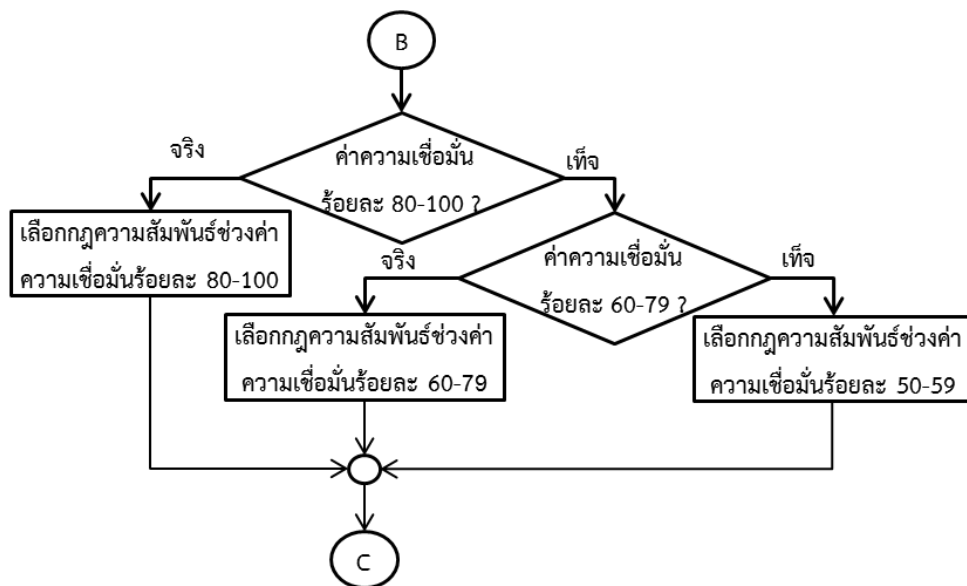 B
จริง
ค่าความเชื่อมั่น
ร้อยละ 80-100 ?
เท็จ
เลือกกฎความสัมพันธ์ช่วงค่า
ความเชื่อมั่นร้อยละ 80-100
จริง
ค่าความเชื่อมั่น
ร้อยละ 60-79 ?
เท็จ
เลือกกฎความสัมพันธ์ช่วงค่า
ความเชื่อมั่นร้อยละ 60-79
เลือกกฎความสัมพันธ์ช่วงค่า
ความเชื่อมั่นร้อยละ 50-59
C